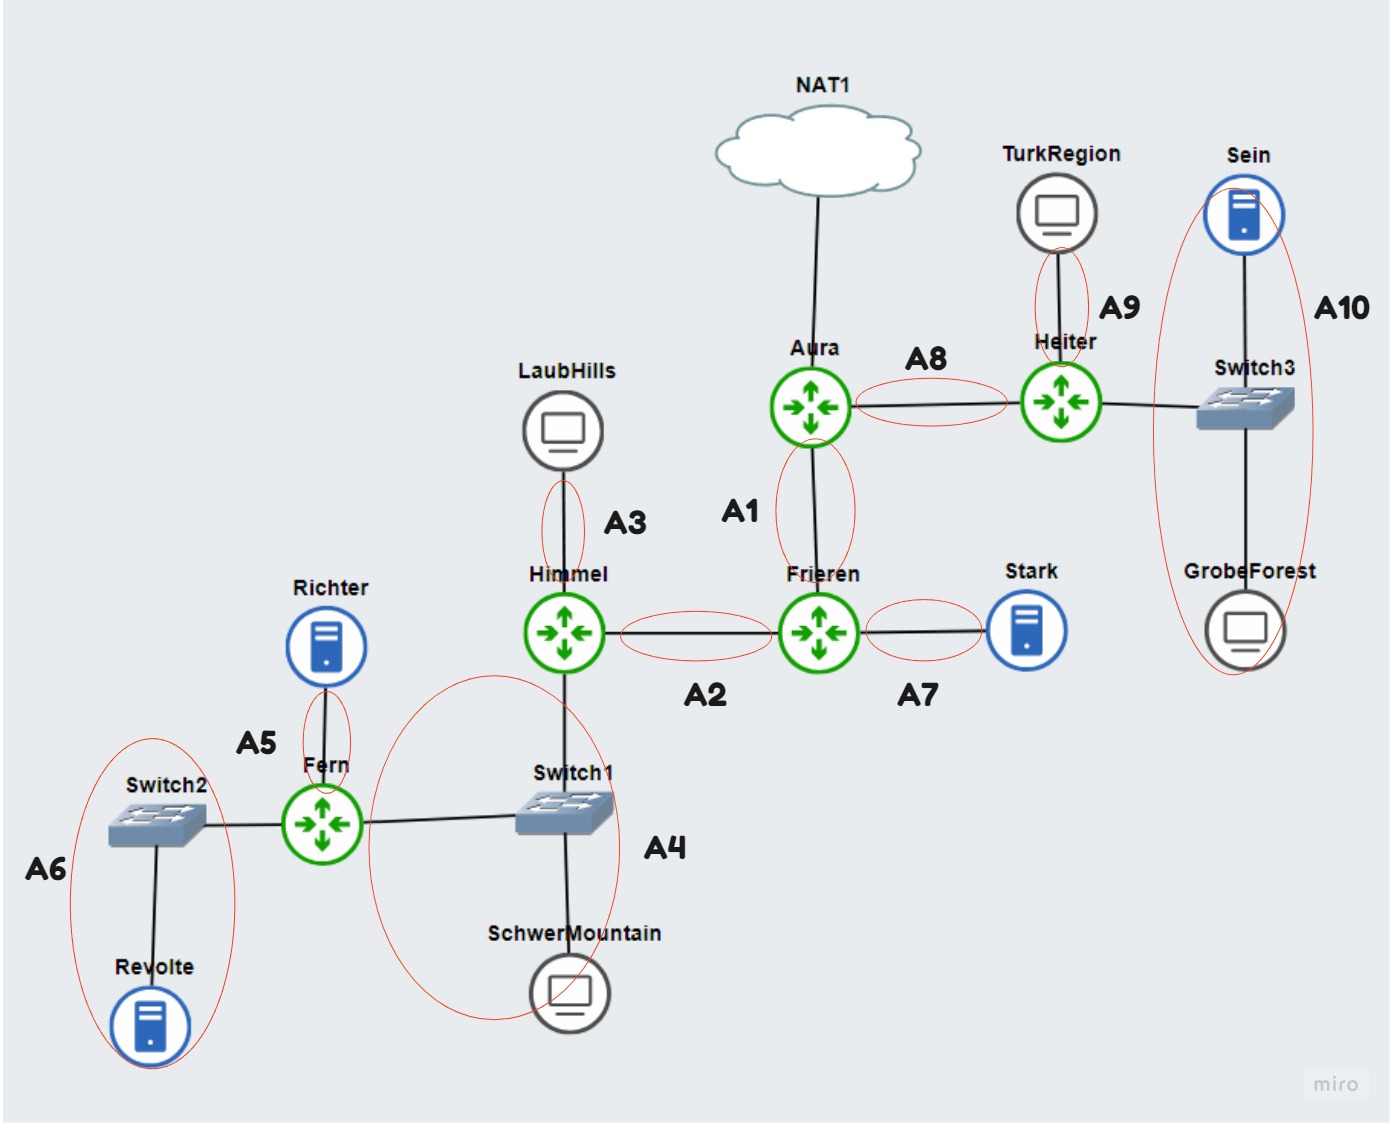 NAT1
TurkRegion
Sein
A9
A10
Aura
Heiter
A8
LaubHills
Switch3
A1
A3
Himmel
Frieren
Stark
GrobeForest
Richter
A2
A7
A5
Fern
Switch2
Switch1
A6
A4
SchwerMountain
Revolte
miro